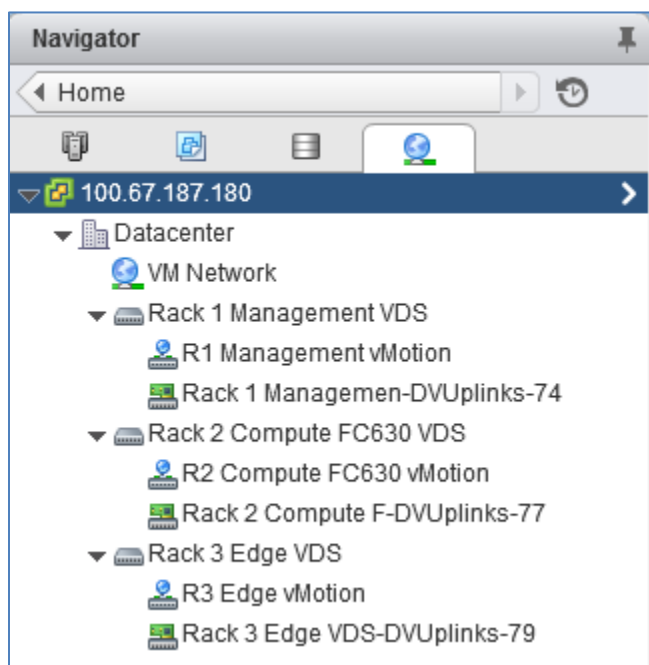 Navigator
Home
100.67.187.180
Datacenter
VM Network
Rack 1 Management VDS
R1 Management vMotion
Rack 1 Managemen-DVUplinks-74
Rack 2 Compute FC630 VDS
R2 Compute FC630 vMotion
Rack 2 Compute F-DVUplinks-77
Rack 3 Edge VDS
R3 Edge vMotion
Rack 3 Edge VDS-DVUplinks-79